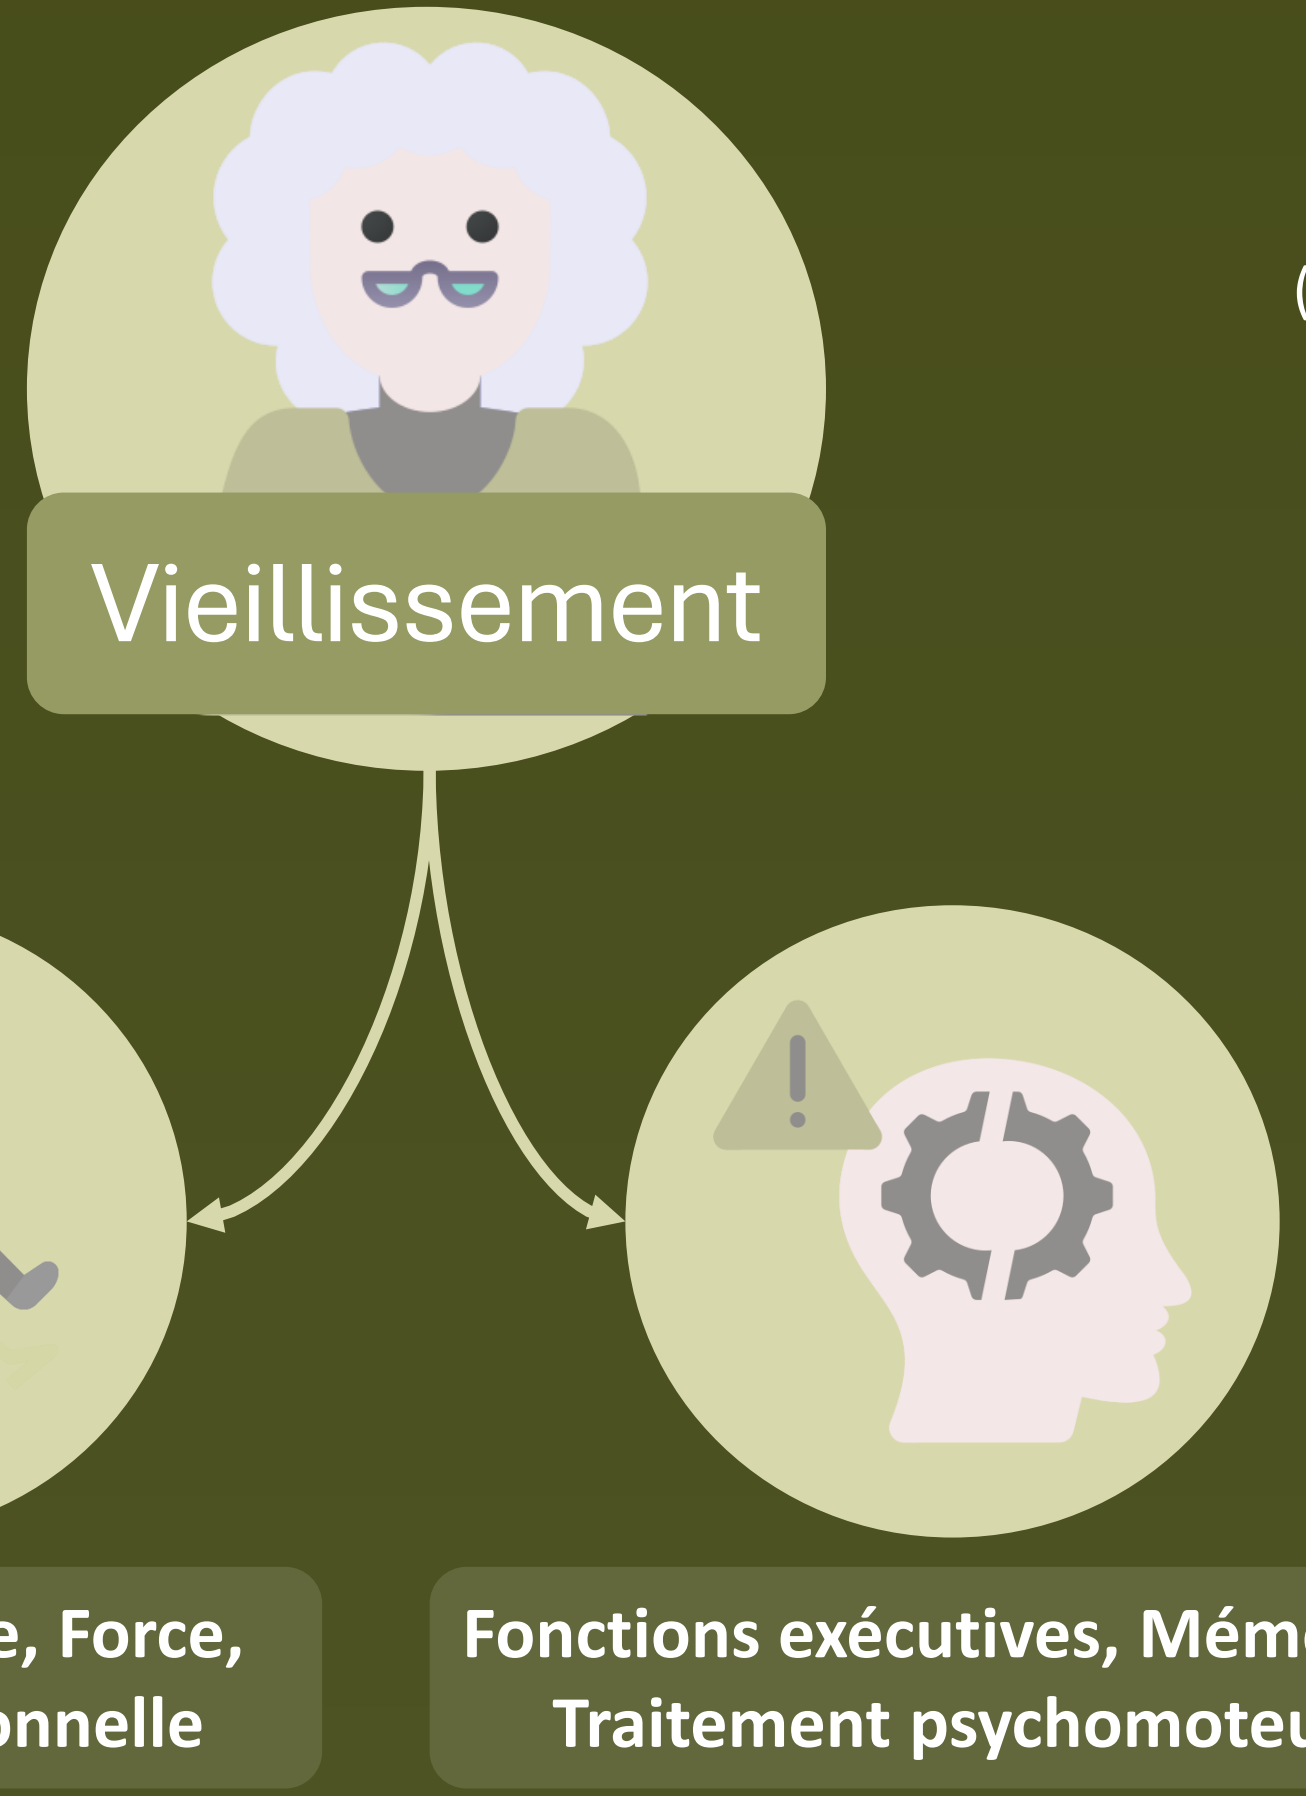 (
Vieillissement
e, Force,
onnelle
Fonctions exécutives, Mém
Traitement psychomoteu